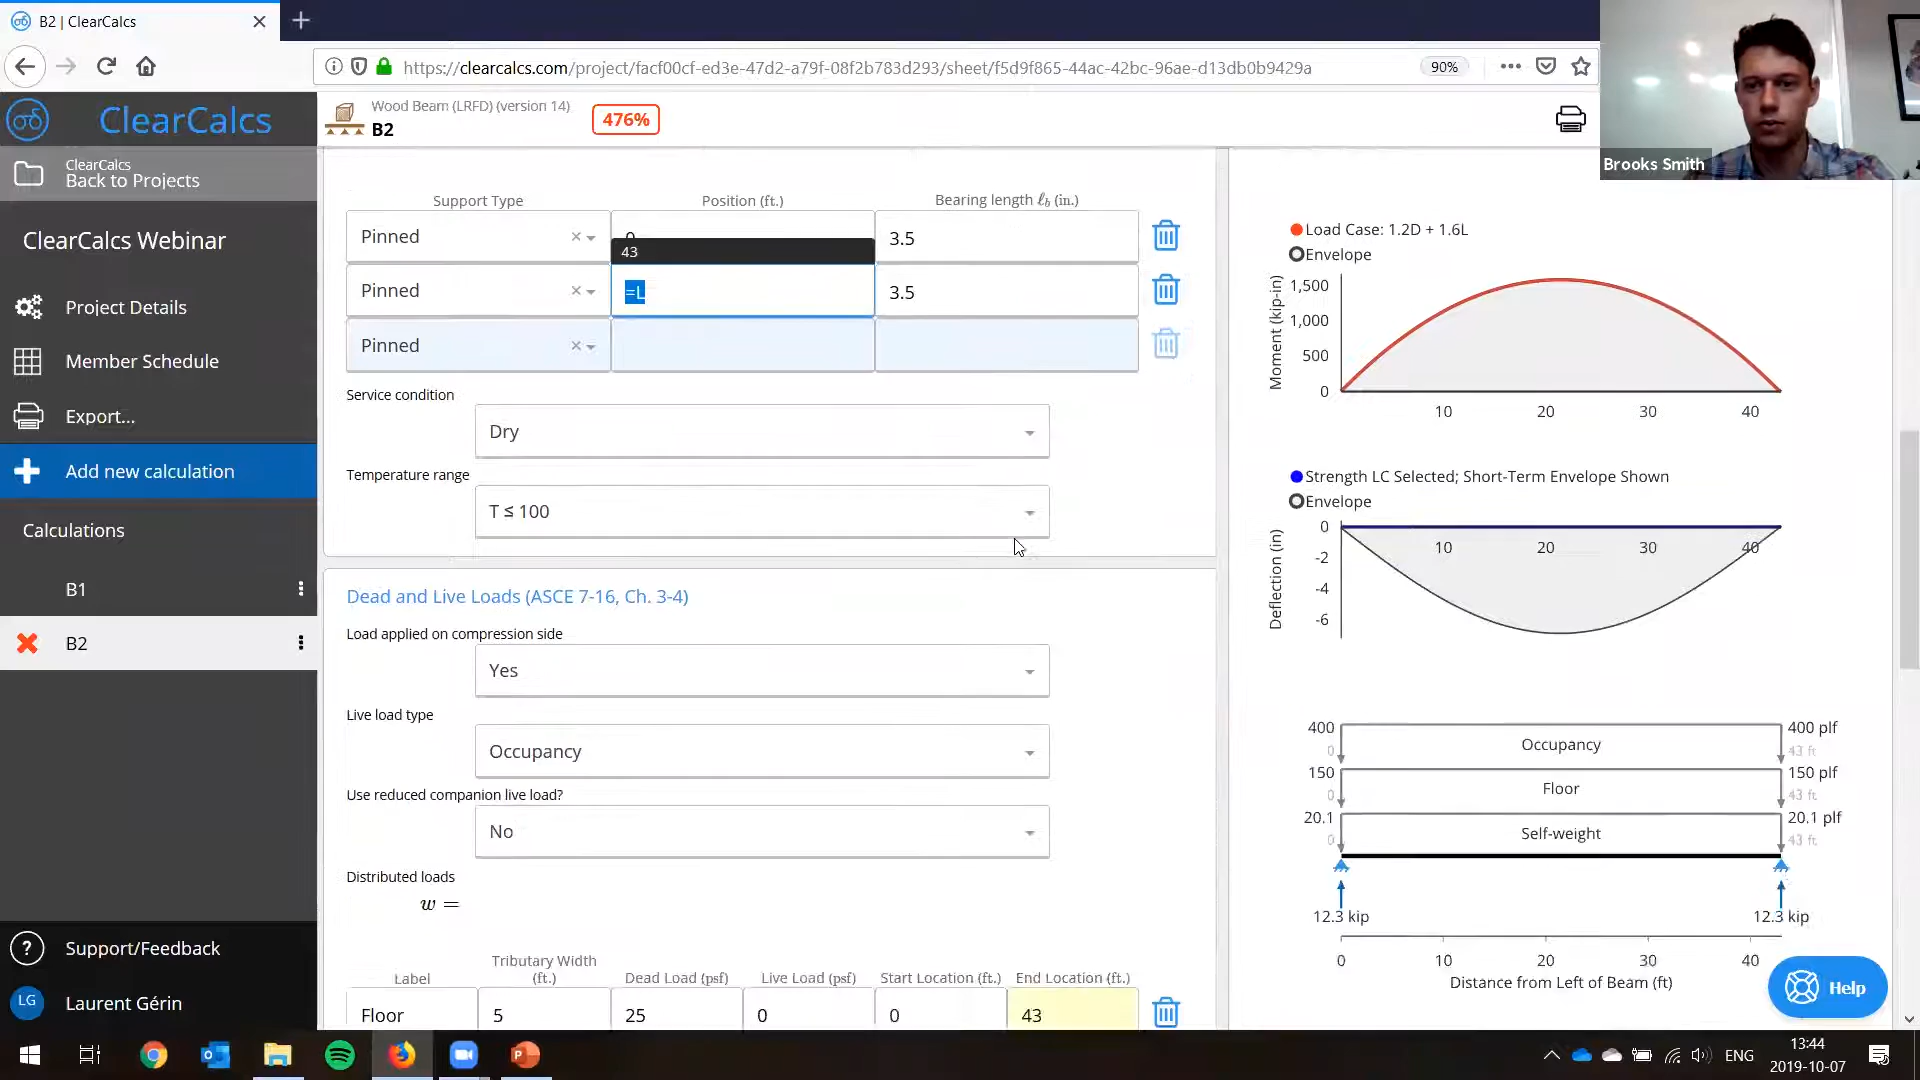 B2 | ClearCalcs
https://clearcalcs.com/project/facf00cf-ed3e-47d2-a79f-08f2b783d293/sheet/f5d9f865-44ac-42bc-96ae-d13db0b9429a
90%
ClearCalcs
Wood Beam (LRFD) (version 14)
B2
476%
Brooks Smith
ClearCalcs
Back to Projects
ClearCalcs Webinar
Project Details
Member Schedule
Export...
Add new calculation
Calculations
B1
B2
?
Support/Feedback
LG
Laurent Gérin
Support Type
Position (ft.)
Bearing length ℓb (in.)
Pinned
3.5
43
Pinned
=L
3.5
Pinned
Service condition
Dry
Temperature range
T ≤ 100
Dead and Live Loads (ASCE 7-16, Ch. 3-4)
Load applied on compression side
Yes
Live load type
Occupancy
Use reduced companion live load?
No
Distributed loads
w =
Label
Tributary Width
(ft.)
Dead Load (psf)
Live Load (psf)
Start Location (ft.)
End Location (ft.)
Floor
5
25
0
0
43
Load Case: 1.2D + 1.6L
Envelope
Moment (kip-in)
1,500
1,000
500
0
10
20
30
40
Strength LC Selected; Short-Term Envelope Shown
Envelope
Deflection (in)
0
-2
-4
-6
10
20
30
40
400
0
Occupancy
400 plf
43 ft
150
0
Floor
150 plf
43 ft
20.1
0
Self-weight
20.1 plf
43 ft
12.3 kip
12.3 kip
0
10
20
30
40
Distance from Left of Beam (ft)
Help
ENG
13:44
2019-10-07